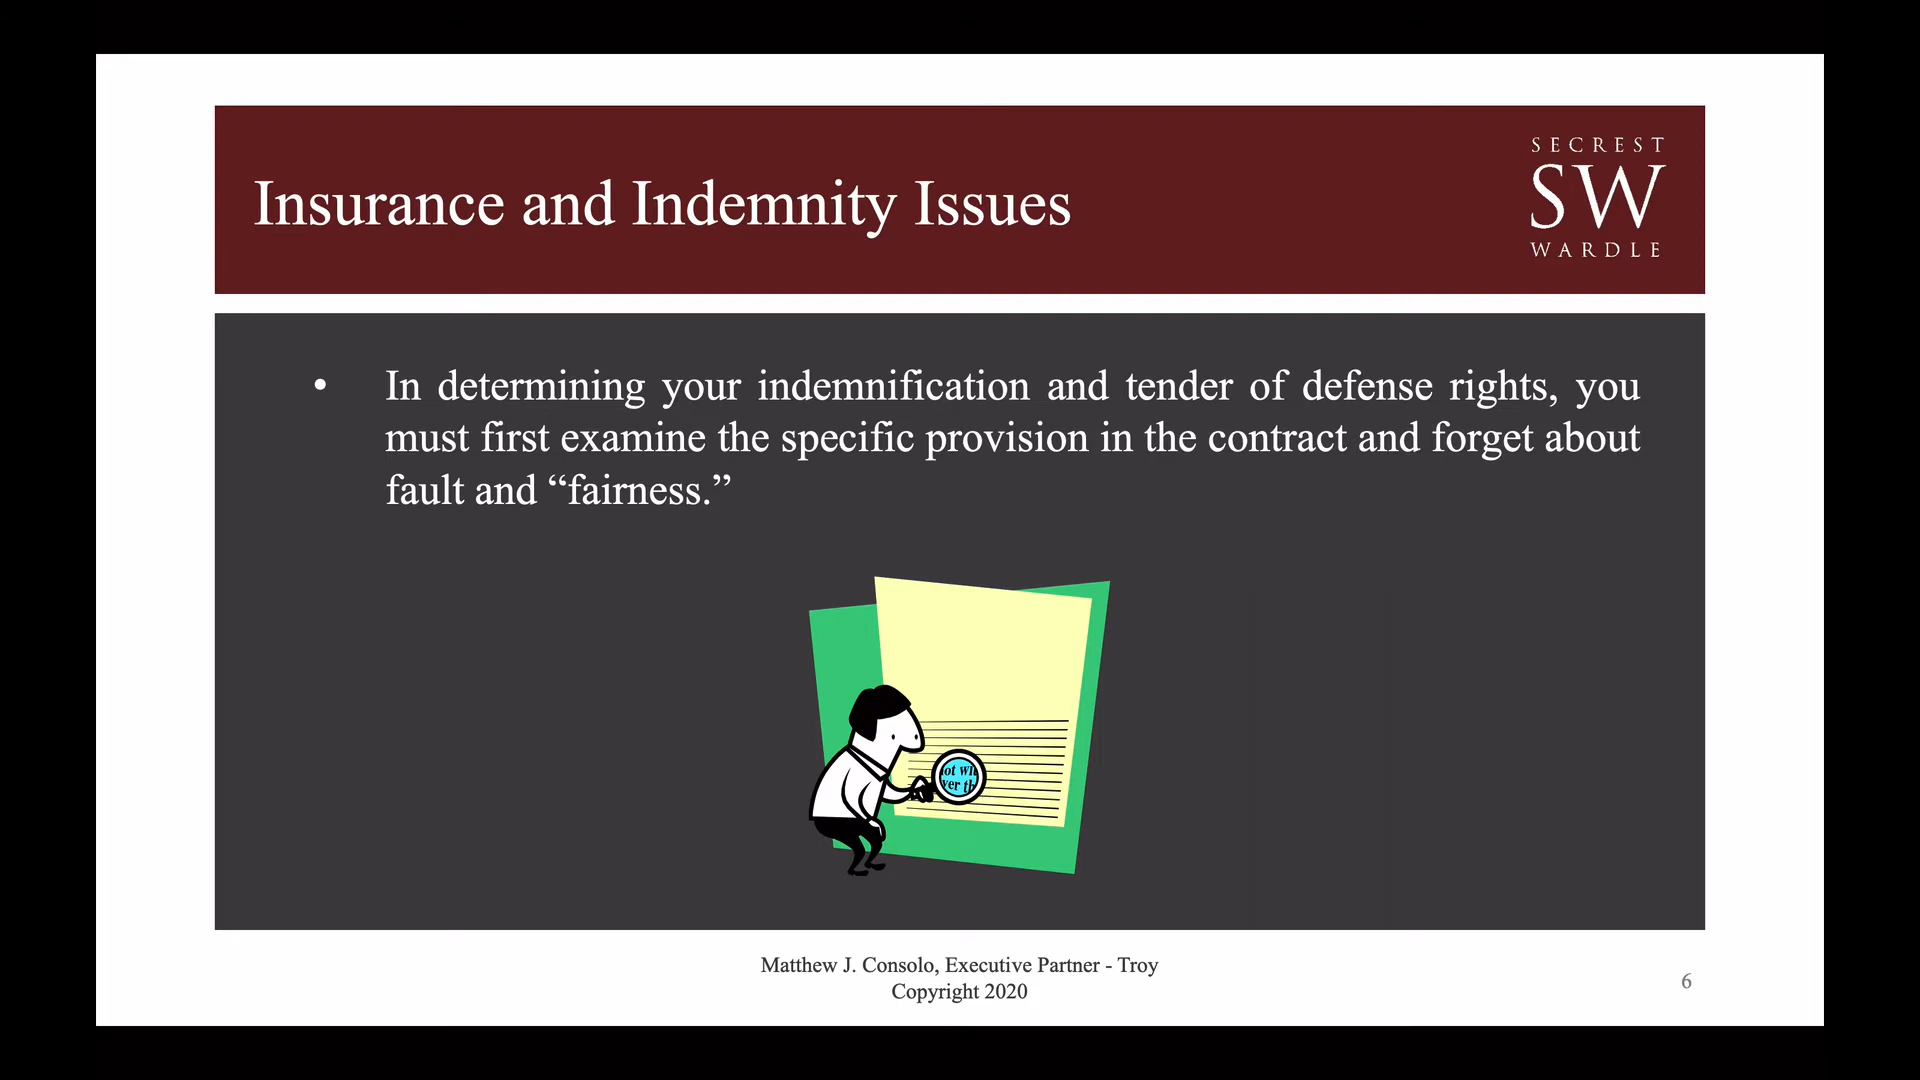 Insurance and Indemnity Issues
SECREST
SW
WARDLE
• In determining your indemnification and tender of defense rights, you
must first examine the specific provision in the contract and forget about
fault and “fairness.”
Matthew J. Consolo, Executive Partner - Troy
Copyright 2020
6